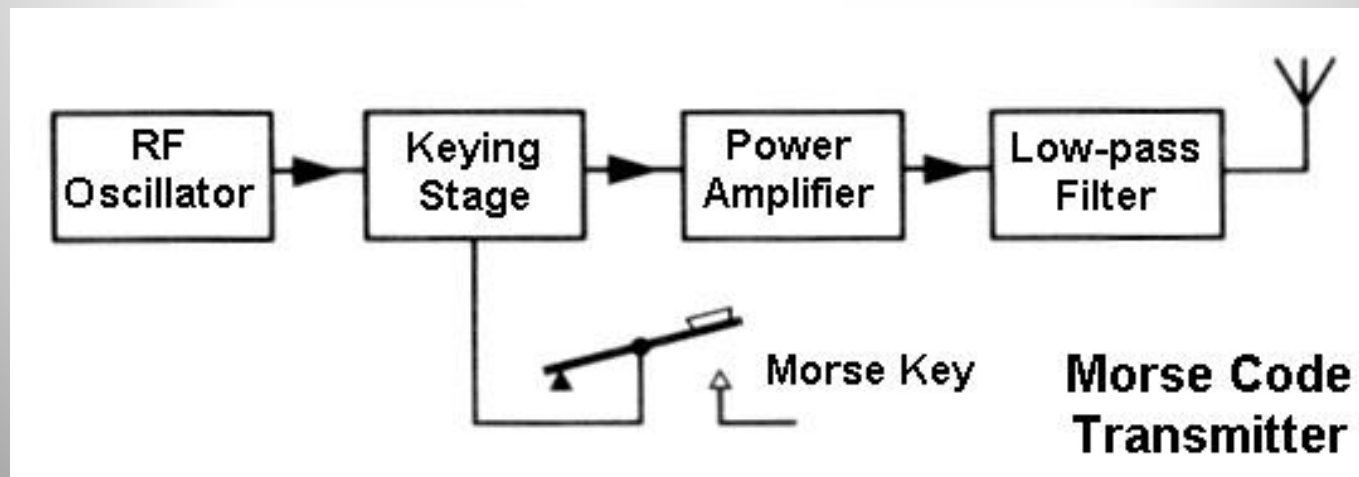 RF
Oscillator
Keying
Stage
Power
Amplifier
Low-pass
Filter
Morse Key
Morse Code
Transmitter